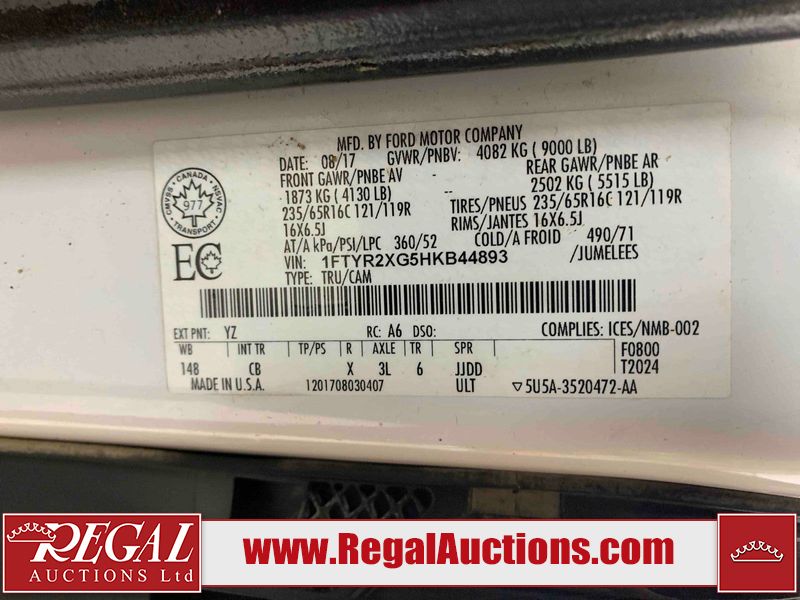 MFD. BY FORD MOTOR COMPANY
DATE: 08/17 GVWR/PNBV: 4082 KG ( 9000 LB)
FRONT GAWR/PNBE AV REAR GAWR/PNBE AR
1873 KG ( 4130 LB) -- 2502 KG ( 5515 LB)
235/65R16C 121/119R TIRES/PNEUS 235/65R16C 121/119R
16X6.5J RIMS/JANTES 16X6.5J
AT/A kPa/PSI/LPC 360/52 COLD/A FROID 490/71
VIN: 1FTYR2XG5HKB44893 /JUMELEES
TYPE: TRU/CAM
CANADA
CMVSS NSVAC
977
TRANSPORT
EC
EXT PNT: YZ RC: A6 DSO: COMPLIES: ICES/NMB-002
WB INT TR TP/PS R AXLE TR SPR F0800
14B CB X 3L 6 JJDD T2024
MADE IN U.S.A. 1201708030407 ULT ▽5U5A-3520472-AA
REGAL
AUCTIONS Ltd
www.RegalAuctions.com